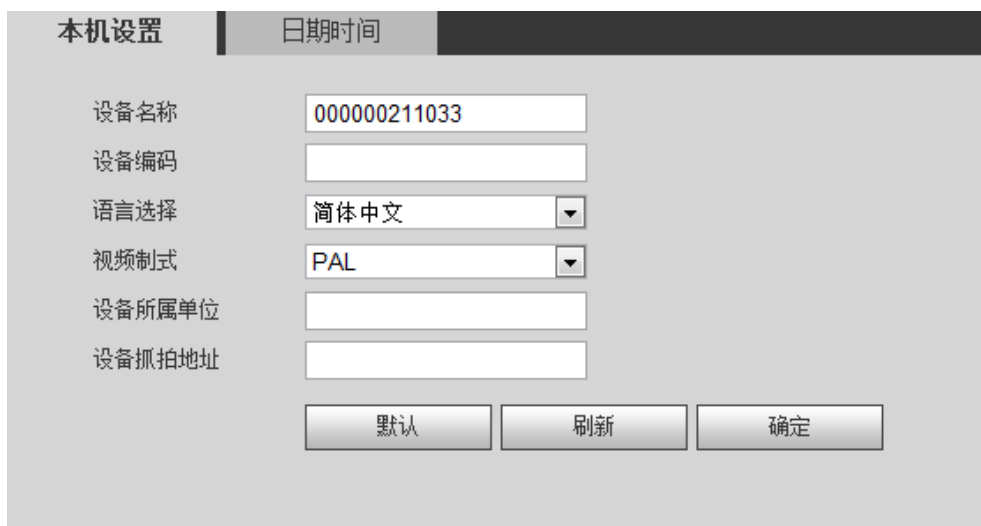 本机设置 日期时间
设备名称 000000211033
设备编码
语言选择 简体中文
视频制式 PAL
设备所属单位
设备抓拍地址
默认 刷新 确定